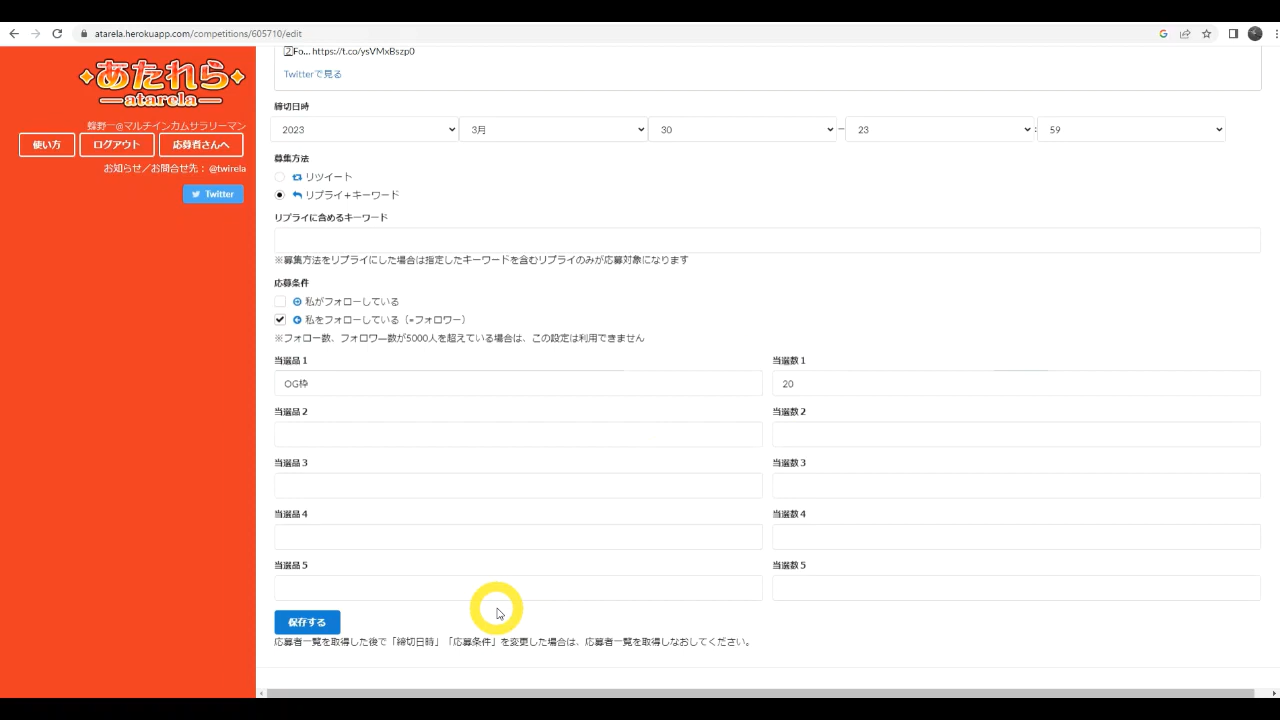 atarela.herokuapp.com/competitions/605710/edit
あたれら
atarela
蝶野一@マルチインカムサラリーマン
使い方 ログアウト 応募者さんへ
お知らせ／お問合せ先： @twirela
Twitter
2Fo... https://t.co/ysVMxBszp0
Twitterで見る
締切日時
2023 3月 30 – 23 : 59
募集方法
リツイート
リプライ＋キーワード
リプライに含めるキーワード
※募集方法をリプライにした場合は指定したキーワードを含むリプライのみが応募対象になります
応募条件
私がフォローしている
私をフォローしている（＝フォロワー）
※フォロー数、フォロワー数が5000人を超えている場合は、この設定は利用できません
当選品１ 当選数１
OG枠 20
当選品２ 当選数２
当選品３ 当選数３
当選品４ 当選数４
当選品５ 当選数５
保存する
応募者一覧を取得した後で「締切日時」「応募条件」を変更した場合は、応募者一覧を取得しなおしてください。